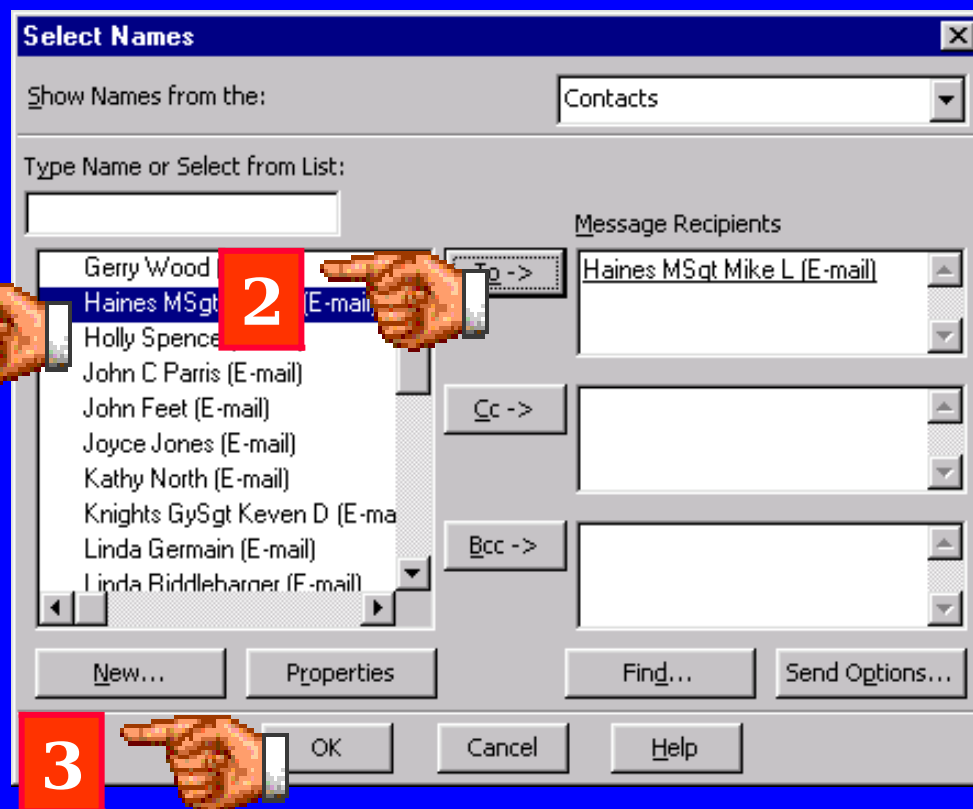 Select Names
Show Names from the:
Contacts
Type Name or Select from List:
Message Recipients
Gerry Wood
2
To ->
Haines MSgt Mike L (E-mail)
Haines MSgt (E-mail
Holly Spence
John C Parris (E-mail)
John Feet (E-mail)
Cc ->
Joyce Jones (E-mail)
Kathy North (E-mail)
Knights GySgt Keven D (E-ma
Linda Germain (E-mail)
Bcc ->
Linda Riddlebarger (E-mail)
New...
Properties
Find...
Send Options...
3
OK
Cancel
Help